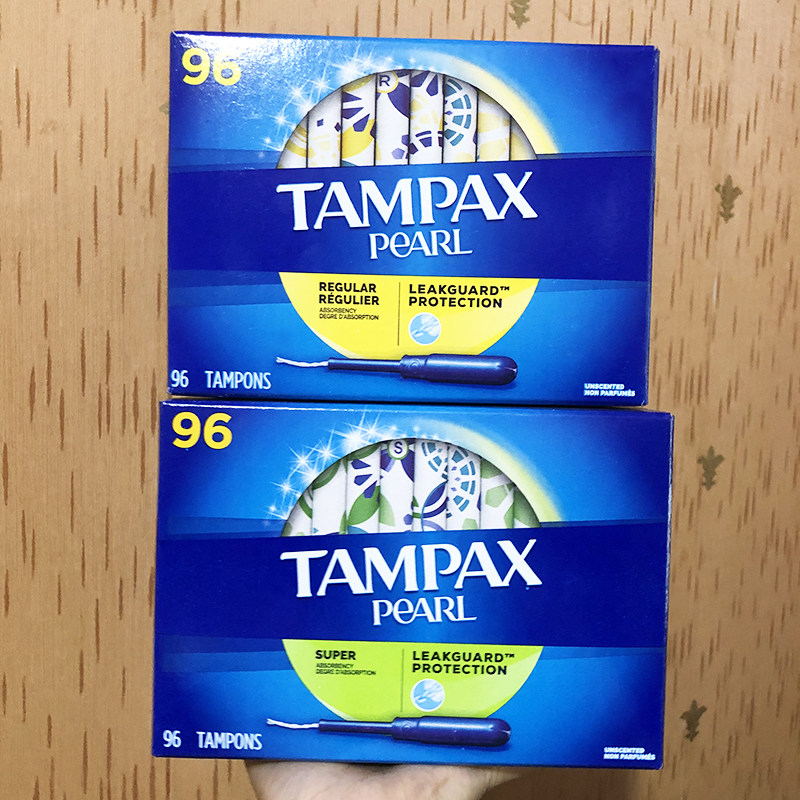 96
R
TAMPAX
PEARL
REGULAR
RÉGULIER
ABSORBENCY
DEGRÉ D'ABSORPTION
LEAKGUARD™
PROTECTION
96 TAMPONS
UNSCENTED
NON PARFUMÉS
96
S
TAMPAX
PEARL
SUPER
ABSORBENCY
DEGRÉ D'ABSORPTION
LEAKGUARD™
PROTECTION
96 TAMPONS
UNSCENTED
NON PARFUMÉS